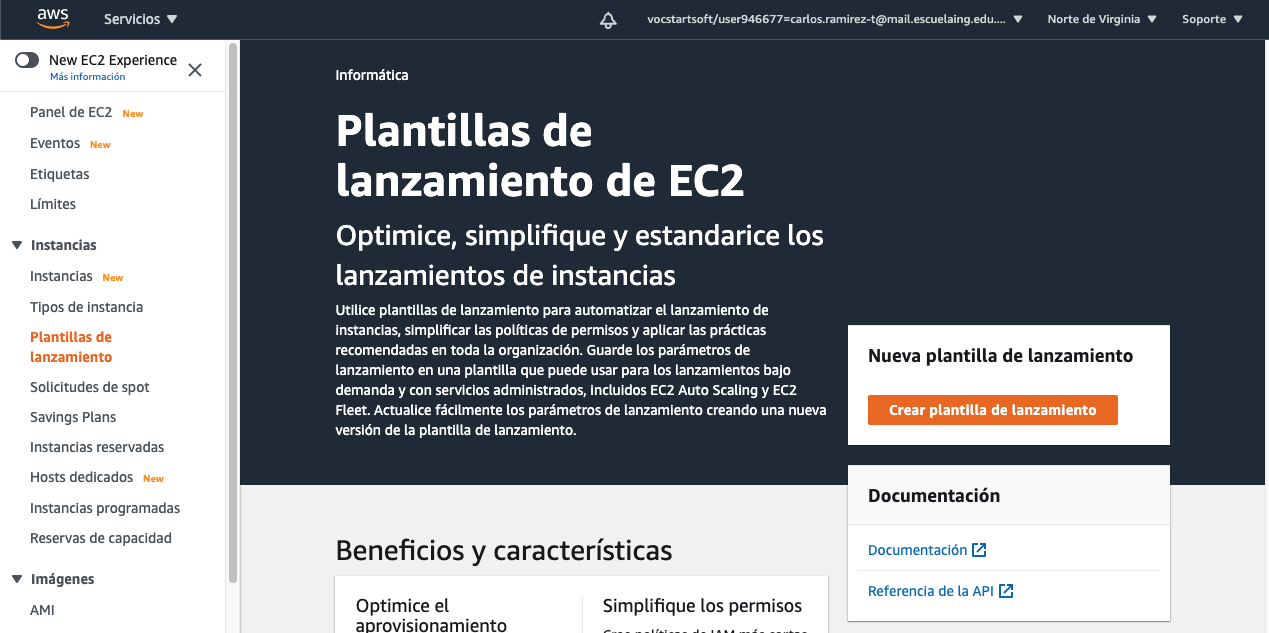 aws
Servicios
vocstartsoft/user946677=carlos.ramirez-t@mail.escuelaing.edu....
Norte de Virginia
Soporte
New EC2 Experience
Más información
Panel de EC2 New
Eventos New
Etiquetas
Límites
Instancias
Instancias New
Tipos de instancia
Plantillas de
lanzamiento
Solicitudes de spot
Savings Plans
Instancias reservadas
Hosts dedicados New
Instancias programadas
Reservas de capacidad
Imágenes
AMI
Informática
Plantillas de
lanzamiento de EC2
Optimice, simplifique y estandarice los
lanzamientos de instancias
Utilice plantillas de lanzamiento para automatizar el lanzamiento de
instancias, simplificar las políticas de permisos y aplicar las prácticas
recomendadas en toda la organización. Guarde los parámetros de
lanzamiento en una plantilla que puede usar para los lanzamientos bajo
demanda y con servicios administrados, incluidos EC2 Auto Scaling y EC2
Fleet. Actualice fácilmente los parámetros de lanzamiento creando una nueva
versión de la plantilla de lanzamiento.
Nueva plantilla de lanzamiento
Crear plantilla de lanzamiento
Documentación
Documentación
Referencia de la API
Beneficios y características
Optimice el
aprovisionamiento
Simplifique los permisos
Cree políticas de IAM más cortas